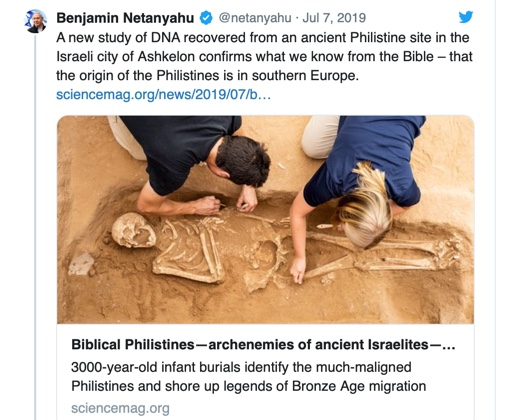 Benjamin Netanyahu @netanyahu · Jul 7, 2019
A new study of DNA recovered from an ancient Philistine site in the
Israeli city of Ashkelon confirms what we know from the Bible – that
the origin of the Philistines is in southern Europe.
sciencemag.org/news/2019/07/b…
Biblical Philistines—archenemies of ancient Israelites—…
3000-year-old infant burials identify the much-maligned
Philistines and shore up legends of Bronze Age migration
sciencemag.org